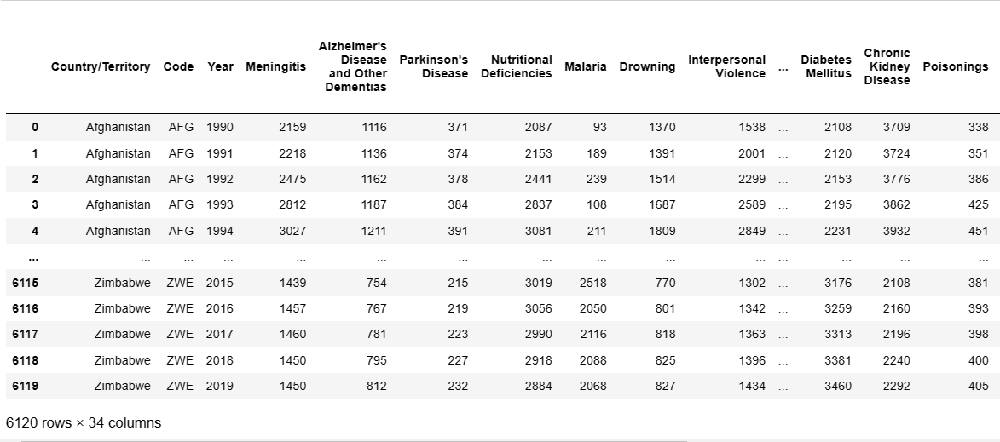 Country/Territory Code Year Meningitis Alzheimer's Disease and Other Dementias Parkinson's Disease Nutritional Deficiencies Malaria Drowning Interpersonal Violence ... Diabetes Mellitus Chronic Kidney Disease Poisonings
0 Afghanistan AFG 1990 2159 1116 371 2087 93 1370 1538 ... 2108 3709 338
1 Afghanistan AFG 1991 2218 1136 374 2153 189 1391 2001 ... 2120 3724 351
2 Afghanistan AFG 1992 2475 1162 378 2441 239 1514 2299 ... 2153 3776 386
3 Afghanistan AFG 1993 2812 1187 384 2837 108 1687 2589 ... 2195 3862 425
4 Afghanistan AFG 1994 3027 1211 391 3081 211 1809 2849 ... 2231 3932 451
... ... ... ... ... ... ... ... ... ... ... ... ... ... ...
6115 Zimbabwe ZWE 2015 1439 754 215 3019 2518 770 1302 ... 3176 2108 381
6116 Zimbabwe ZWE 2016 1457 767 219 3056 2050 801 1342 ... 3259 2160 393
6117 Zimbabwe ZWE 2017 1460 781 223 2990 2116 818 1363 ... 3313 2196 398
6118 Zimbabwe ZWE 2018 1450 795 227 2918 2088 825 1396 ... 3381 2240 400
6119 Zimbabwe ZWE 2019 1450 812 232 2884 2068 827 1434 ... 3460 2292 405
6120 rows × 34 columns